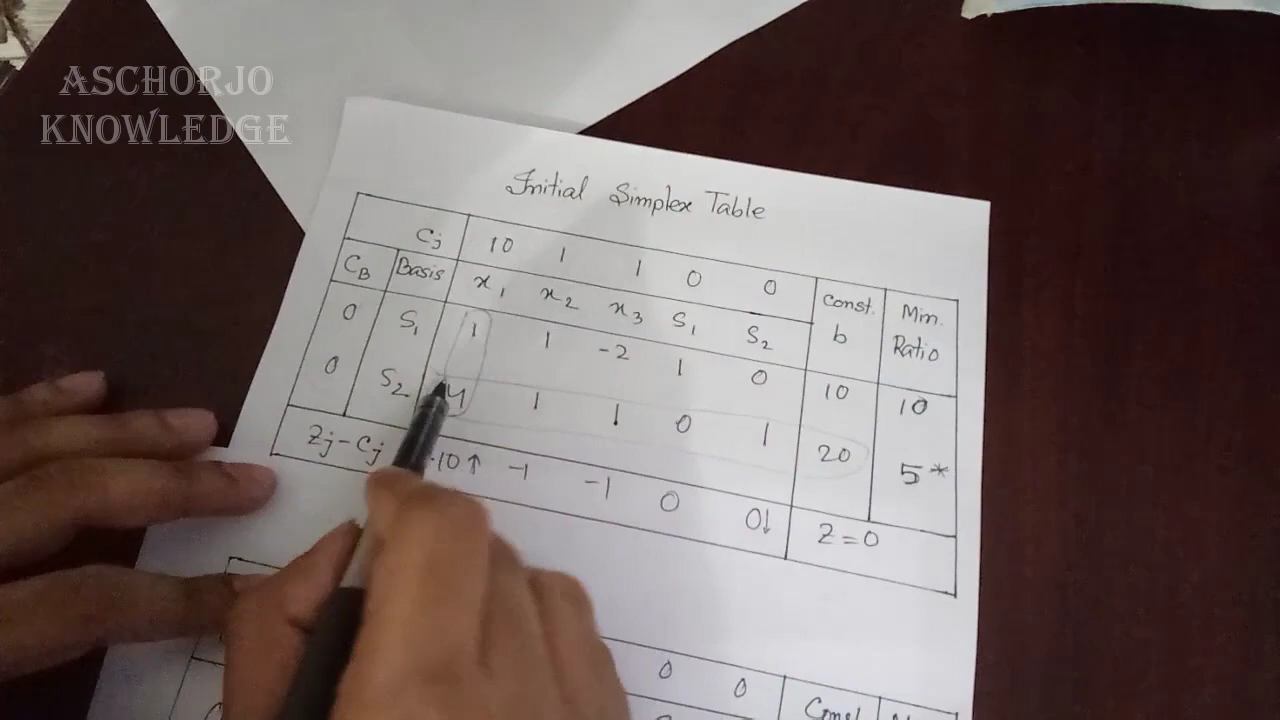 ASCHORJO
KNOWLEDGE
Initial Simplex Table
Cj 10 1 1 0 0
CB Basis x1 x2 x3 S1 S2 Const. b Min. Ratio
0 S1 1 1 -2 1 0 10 10
0 S2 4 1 1 0 1 20 5*
Zj-Cj -10↑ -1 -1 0 0↓ Z=0
0 0